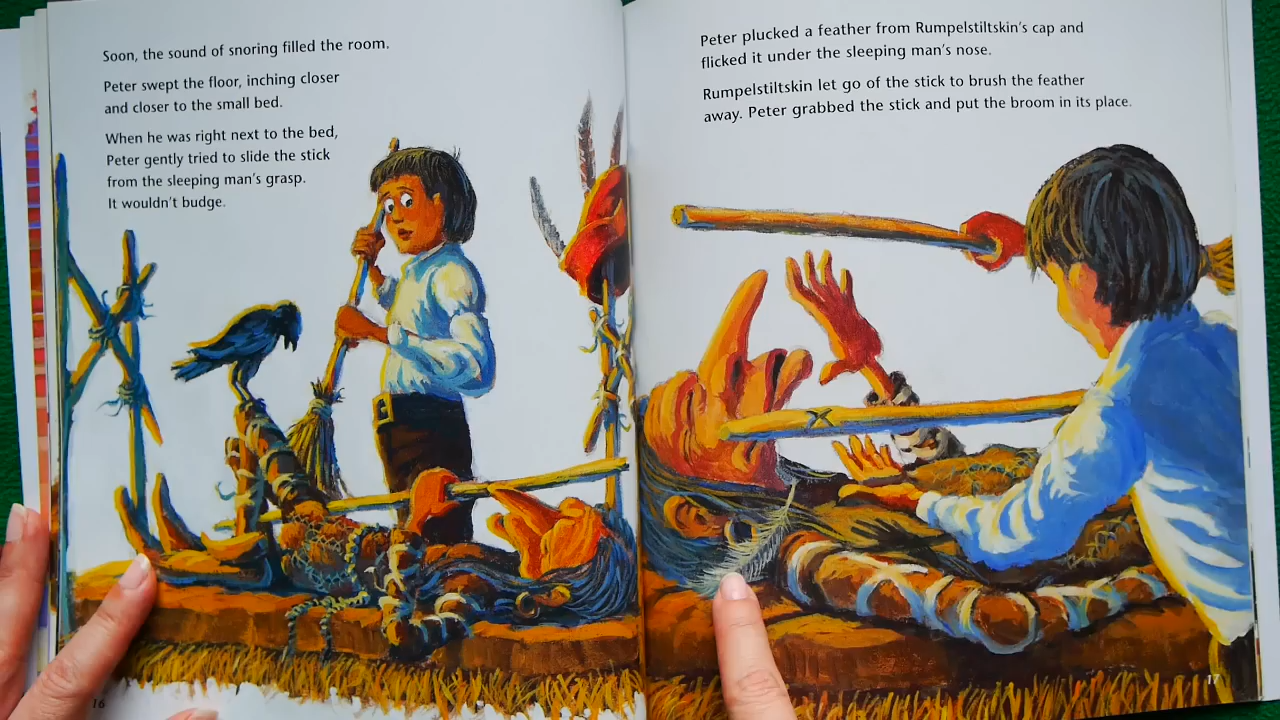 Soon, the sound of snoring filled the room.
Peter swept the floor, inching closer
and closer to the small bed.
When he was right next to the bed,
Peter gently tried to slide the stick
from the sleeping man's grasp.
It wouldn't budge.
16
Peter plucked a feather from Rumpelstiltskin's cap and
flicked it under the sleeping man's nose.
Rumpelstiltskin let go of the stick to brush the feather
away. Peter grabbed the stick and put the broom in its place.
17